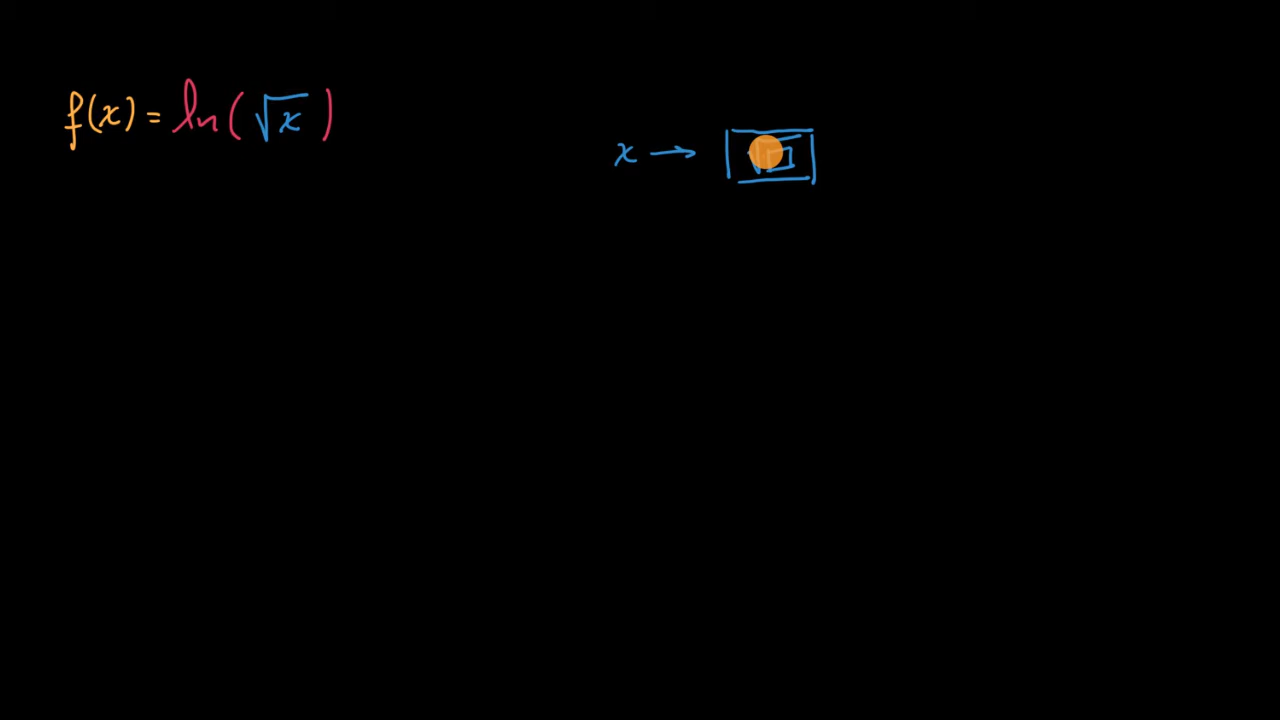 f(x) = ln(√x)
x → √